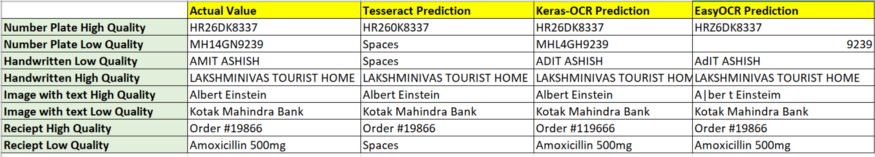 Actual Value Tesseract Prediction Keras-OCR Prediction EasyOCR Prediction
Number Plate High Quality HR26DK8337 HR260K8337 HR26DK8337 HRZ6DK8337
Number Plate Low Quality MH14GN9239 Spaces MHL4GH9239 9239
Handwritten Low Quality AMIT ASHISH Spaces ADIT ASHISH AdIT ASHISH
Handwritten High Quality LAKSHMINIVAS TOURIST HOME LAKSHMINIVAS TOURIST HOME LAKSHMINIVAS TOURIST HOM LAKSHMINIVAS TOURIST HOME
Image with text High Quality Albert Einstein Albert Einstein Albert Einstein A|ber t Einsteim
Image with text Low Quality Kotak Mahindra Bank Kotak Mahindra Bank Kotak Mahindra Bank Kotak Mahindra Bank
Reciept High Quality Order #19866 Order #19866 Order #119666 Order #19866
Reciept Low Quality Amoxicillin 500mg Spaces Amoxicillin 500mg Amoxicillin 500mg